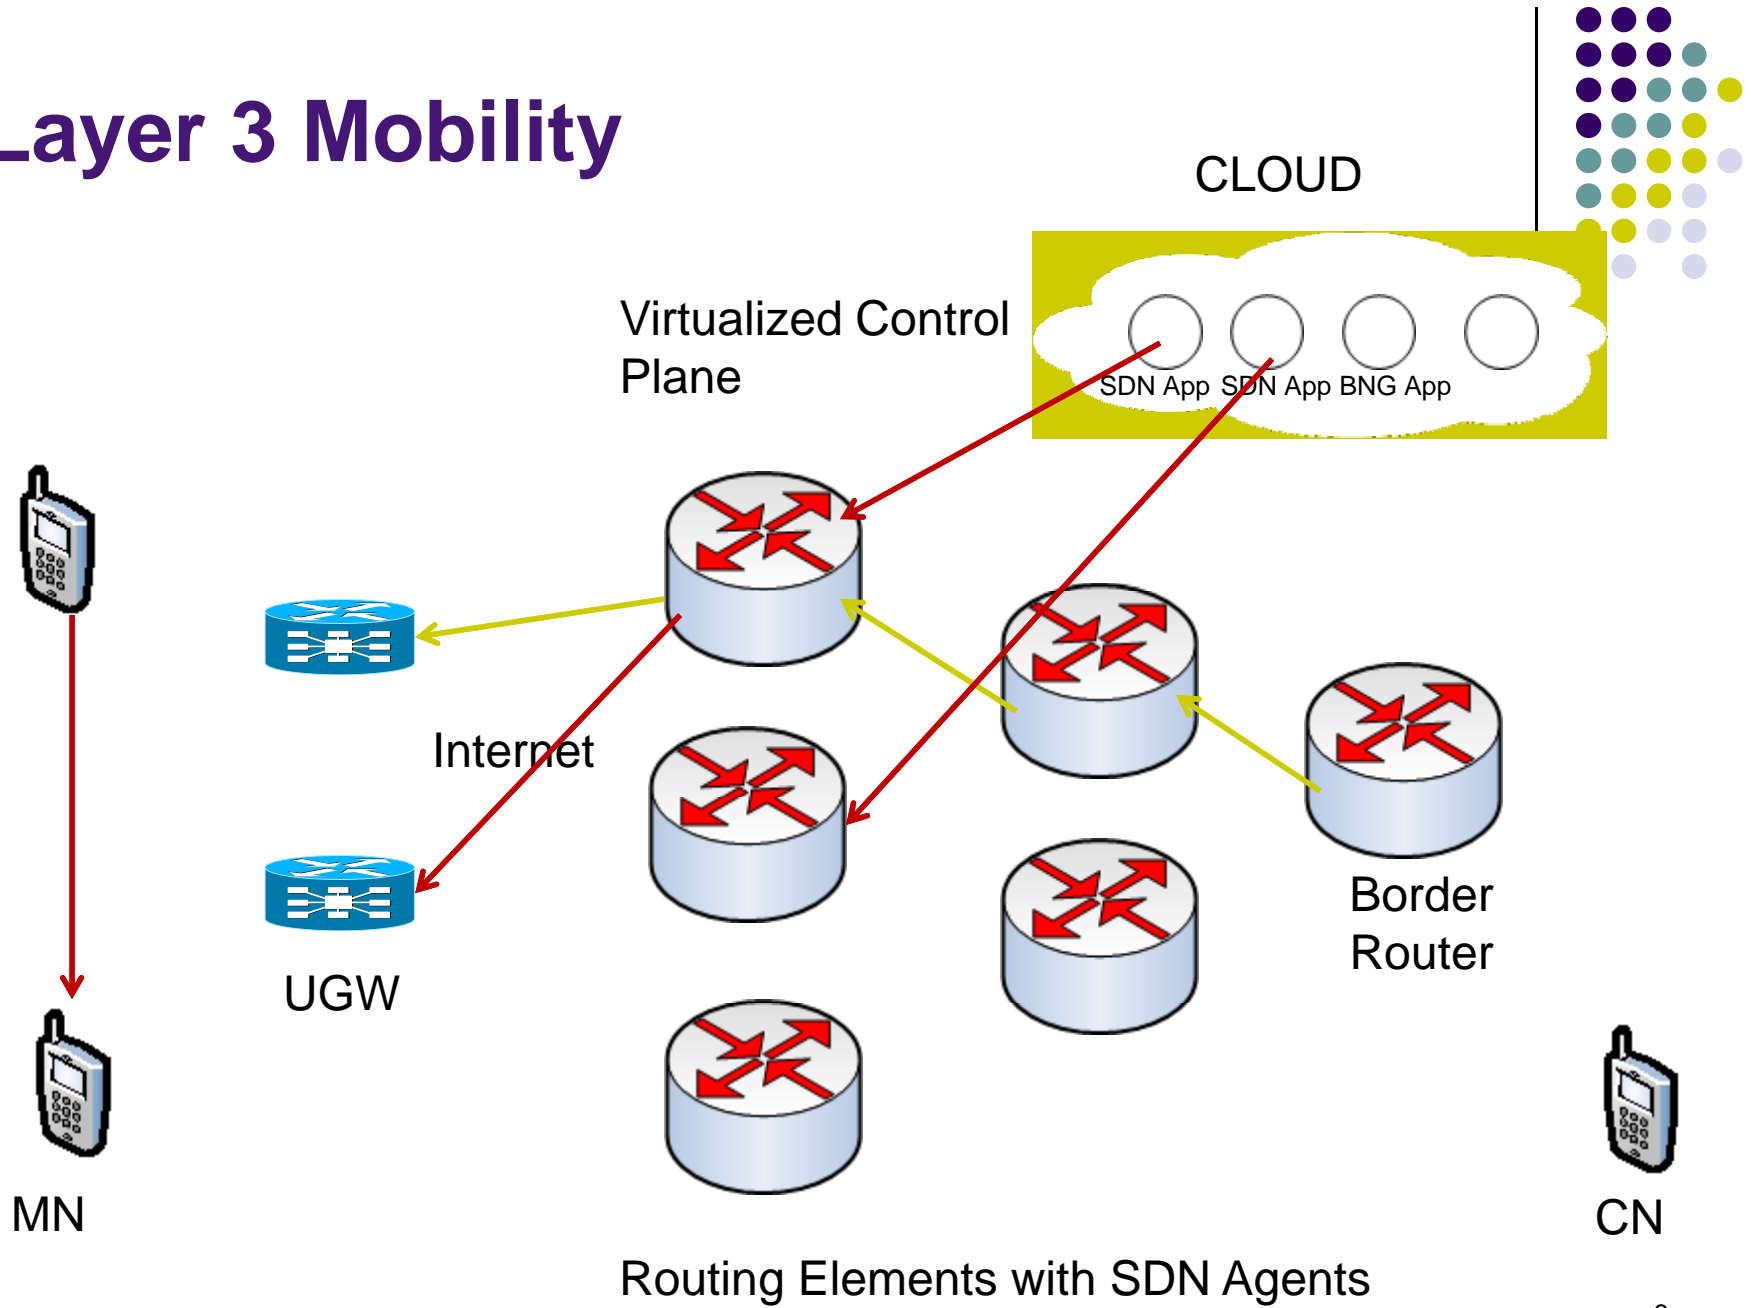 Layer 3 Mobility
CLOUD
Virtualized Control
Plane
SDN App SDN App BNG App
Internet
Border
Router
UGW
MN
CN
Routing Elements with SDN Agents